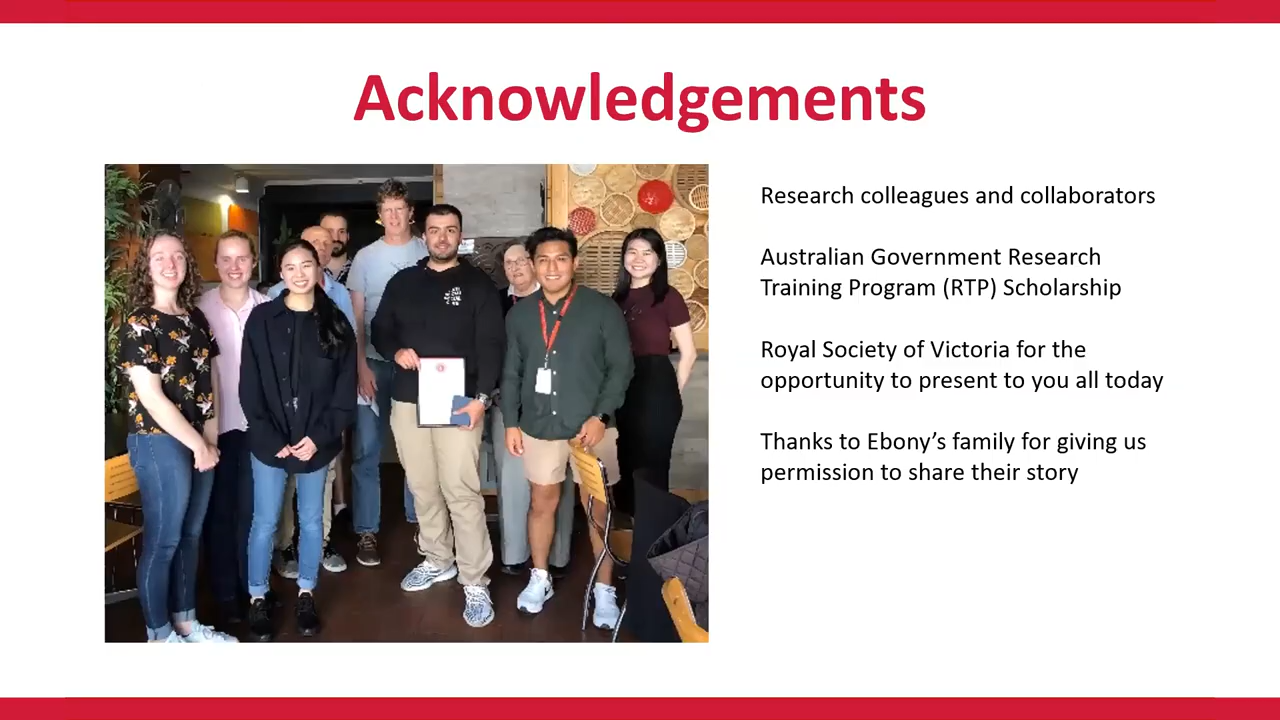 Acknowledgements
Research colleagues and collaborators
Australian Government Research
Training Program (RTP) Scholarship
Royal Society of Victoria for the
opportunity to present to you all today
Thanks to Ebony’s family for giving us
permission to share their story